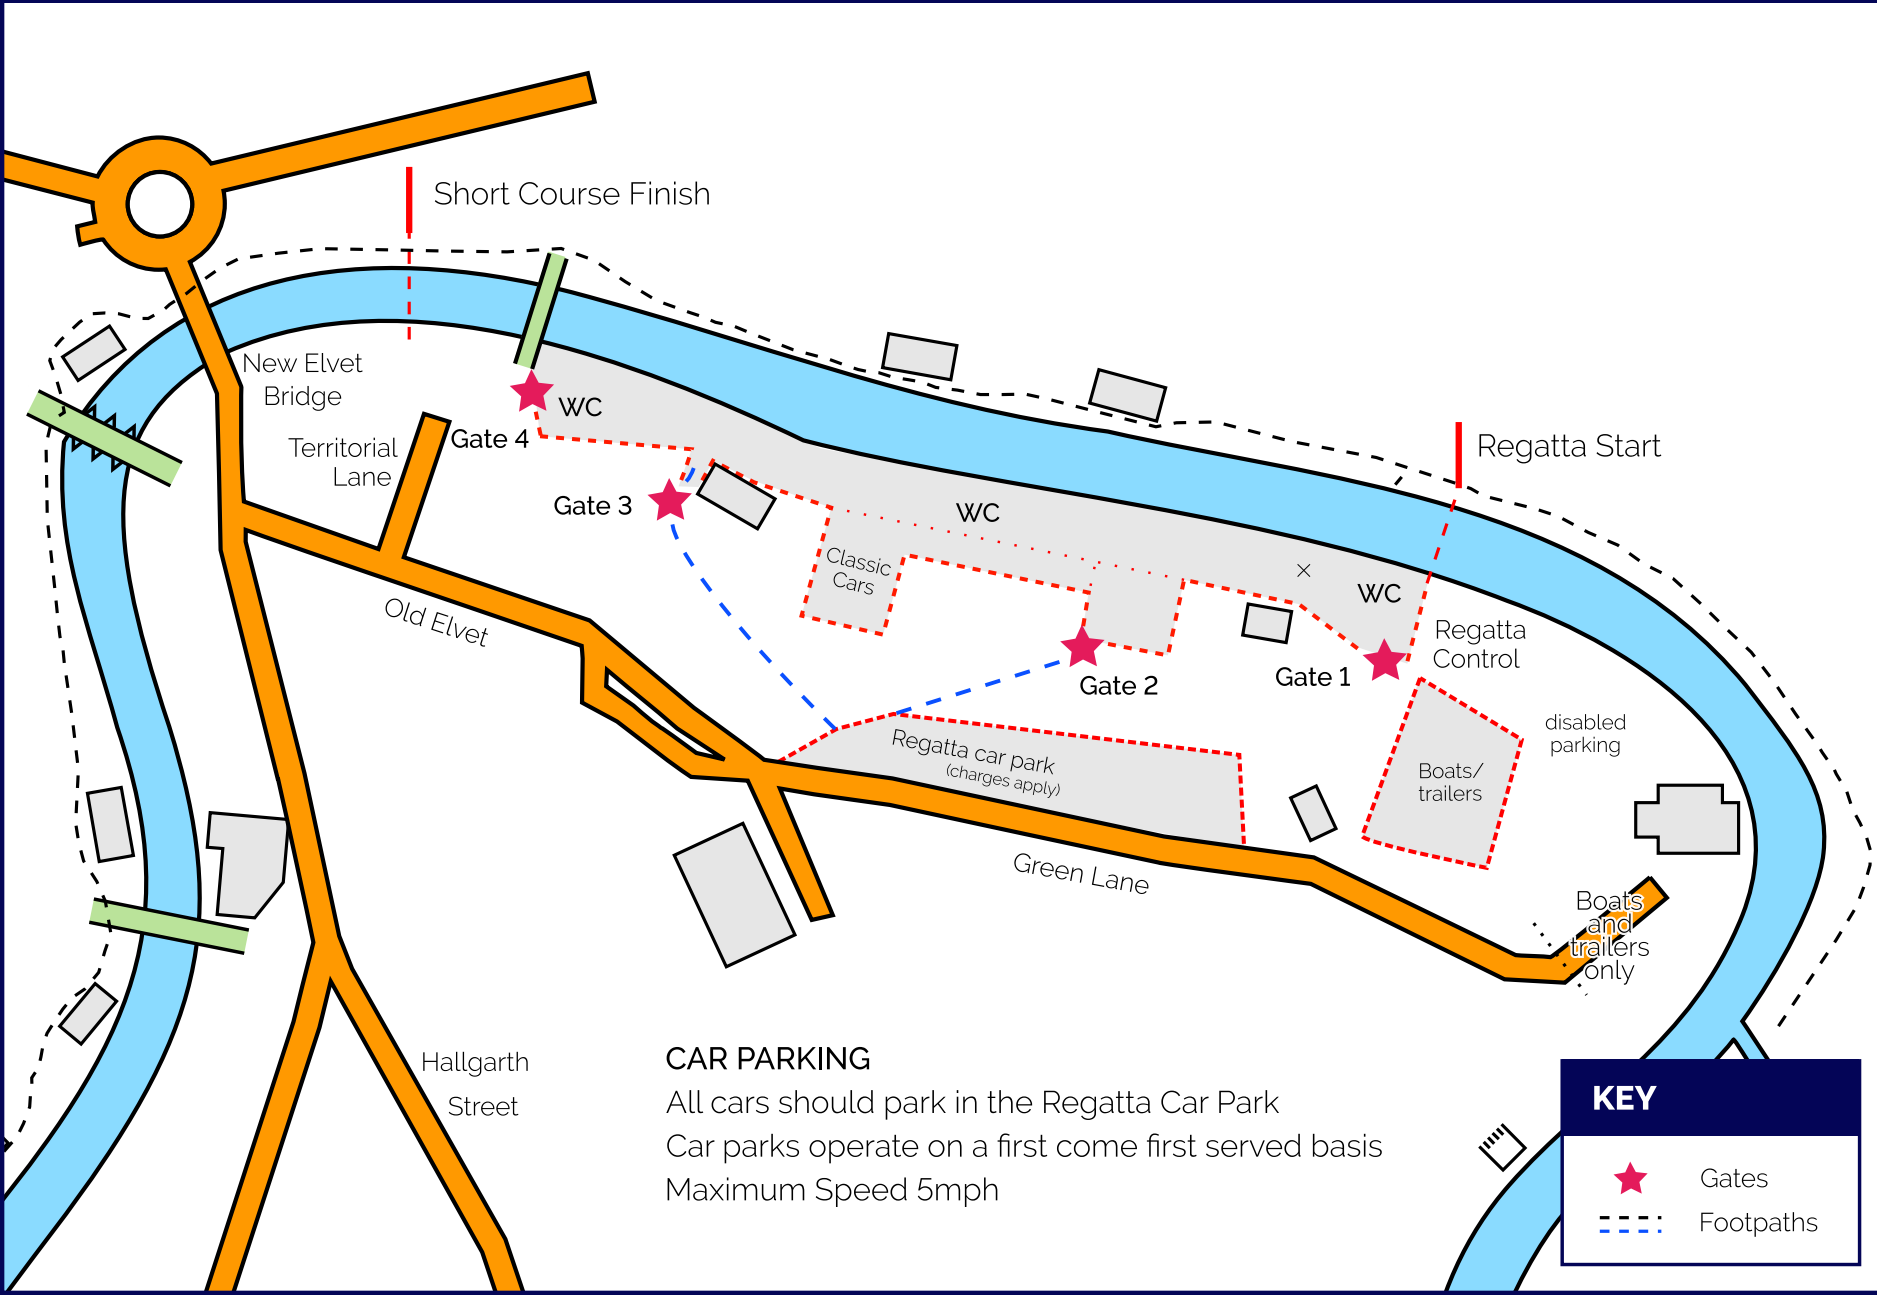 Short Course Finish
New Elvet
Bridge
Territorial
Lane
Gate 4
WC
Gate 3
WC
Regatta Start
Classic
Cars
WC
Regatta
Control
Gate 1
Gate 2
Old Elvet
disabled
parking
Regatta car park
(charges apply)
Boats/
trailers
Green Lane
Boats
and
trailers
only
Hallgarth
Street
CAR PARKING
All cars should park in the Regatta Car Park
Car parks operate on a first come first served basis
Maximum Speed 5mph
KEY
Gates
Footpaths